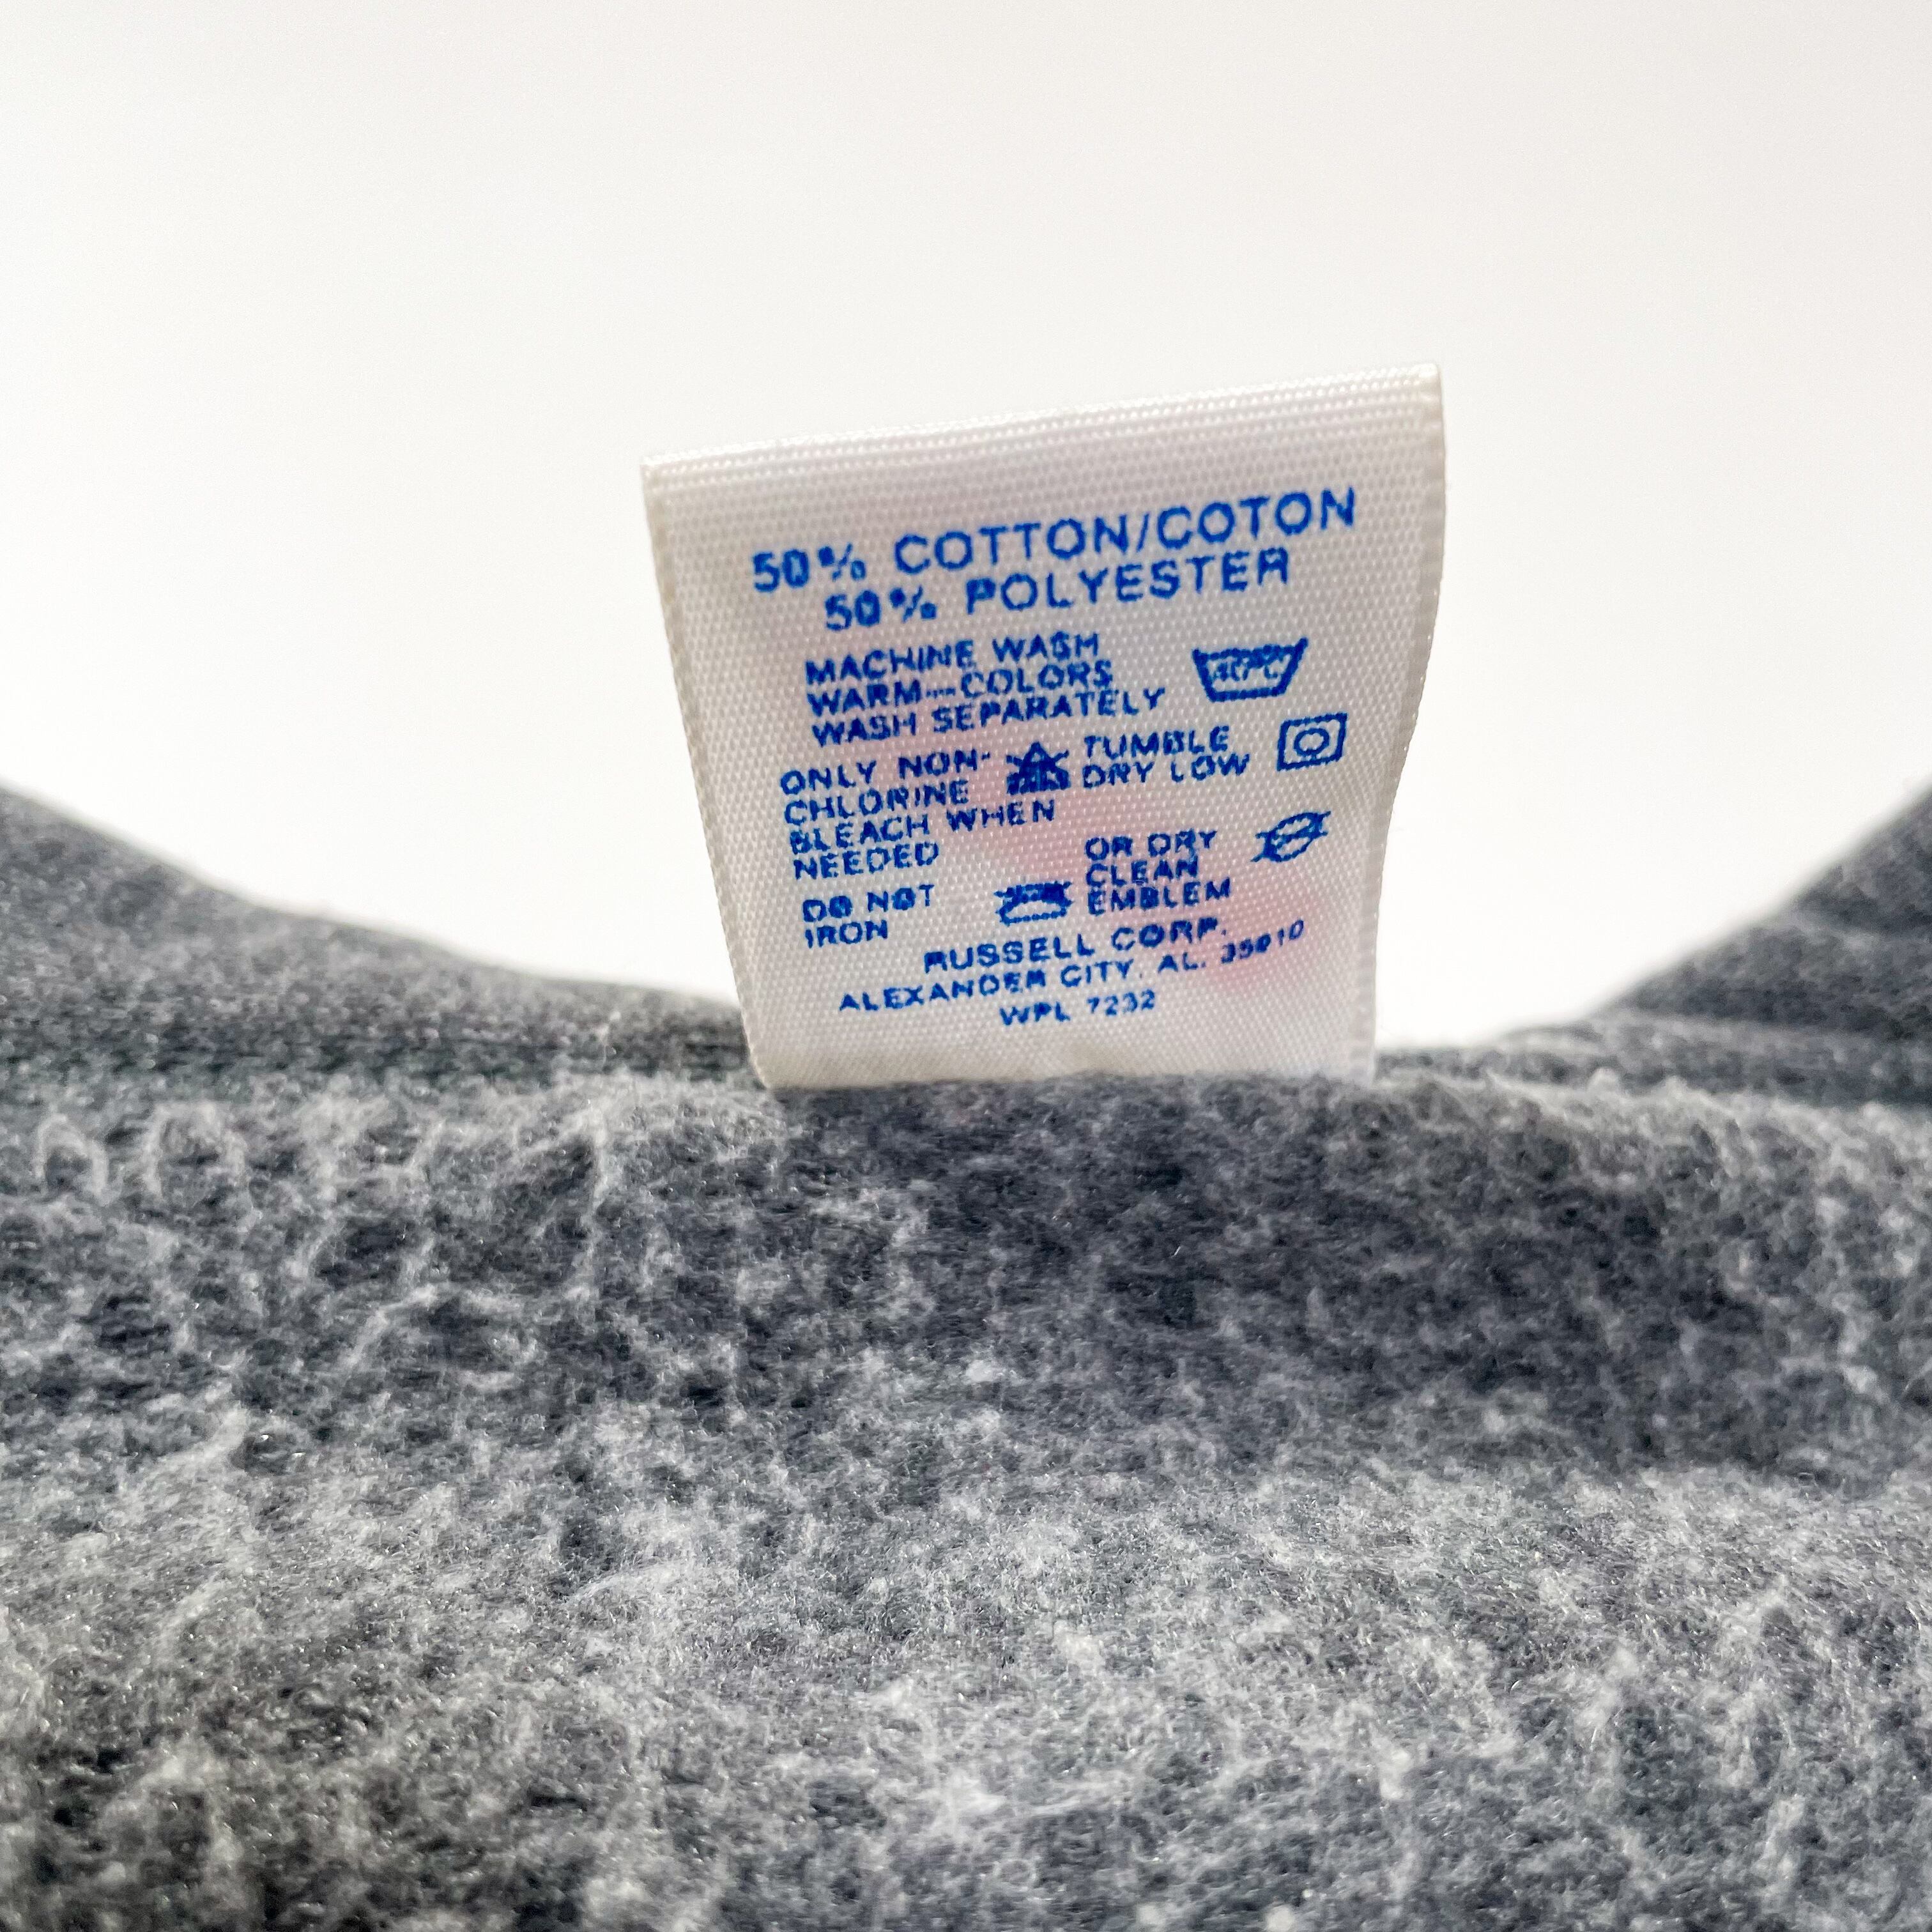 50% COTTON/COTON
50% POLYESTER
MACHINE WASH
WARM--COLORS
WASH SEPARATELY
40°C
ONLY NON-
CHLORINE
BLEACH WHEN
NEEDED
TUMBLE
DRY LOW
DO NOT
IRON
OR DRY
CLEAN
EMBLEM
RUSSELL CORP.
ALEXANDER CITY, AL. 35010
WPL 7232